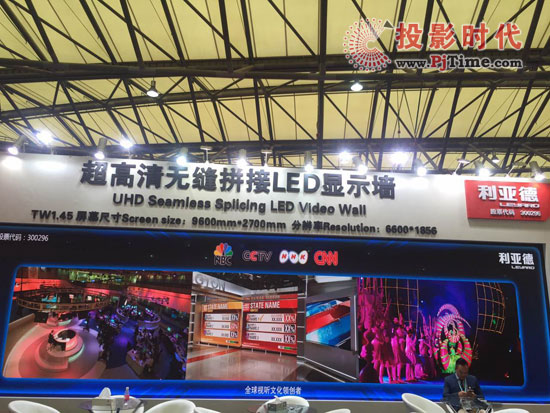 投影时代
www.PjTime.com
超高清无缝拼接LED显示墙
UHD Seamless Splicing LED Video Wall
TW1.45 屏幕尺寸Screen size: 9600mm*2700mm 分辨率Resolution: 6600*1856
利亚德
LEYARD
股票代码: 300296
股票代码: 300296
NBC
CCTV
NHK
CNN
利亚德
LEYARD
STATE NAME
STATE NAME
全球视听文化领创者